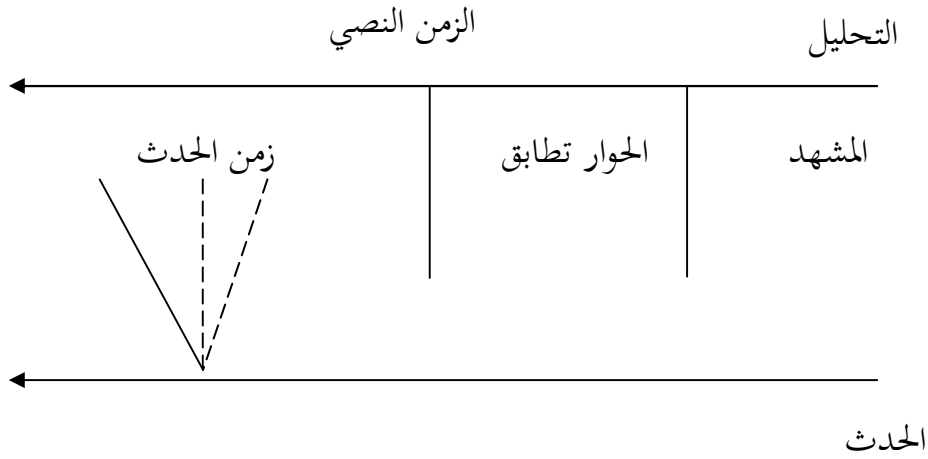 التحليل
الزمن النصي
المشهد
الحوار تطابق
زمن الحدث
الحدث